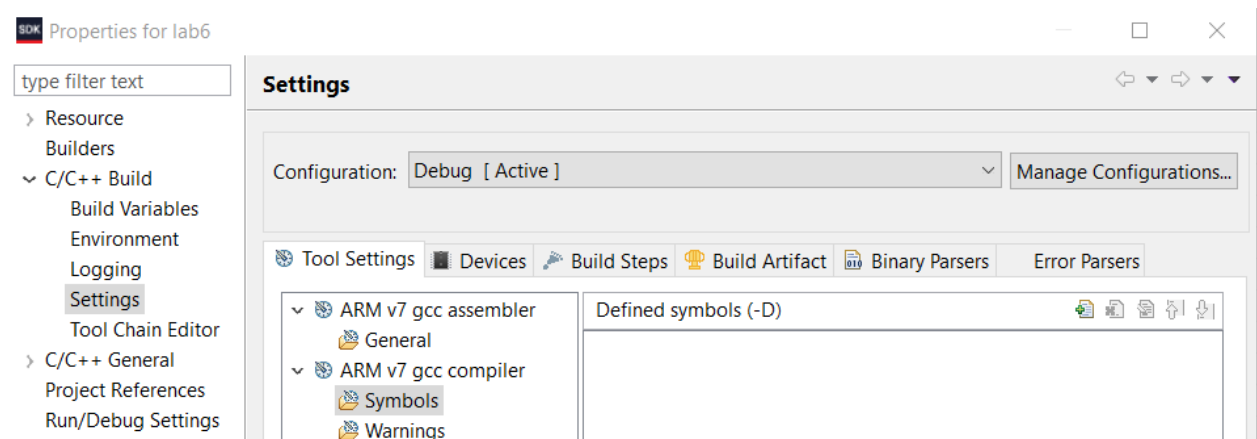 SDK Properties for lab6
type filter text
Resource
Builders
C/C++ Build
Build Variables
Environment
Logging
Settings
Tool Chain Editor
C/C++ General
Project References
Run/Debug Settings
Settings
Configuration: Debug [ Active ] Manage Configurations...
Tool Settings Devices Build Steps Build Artifact 010 Binary Parsers Error Parsers
ARM v7 gcc assembler
General
ARM v7 gcc compiler
Symbols
Warnings
Defined symbols (-D)